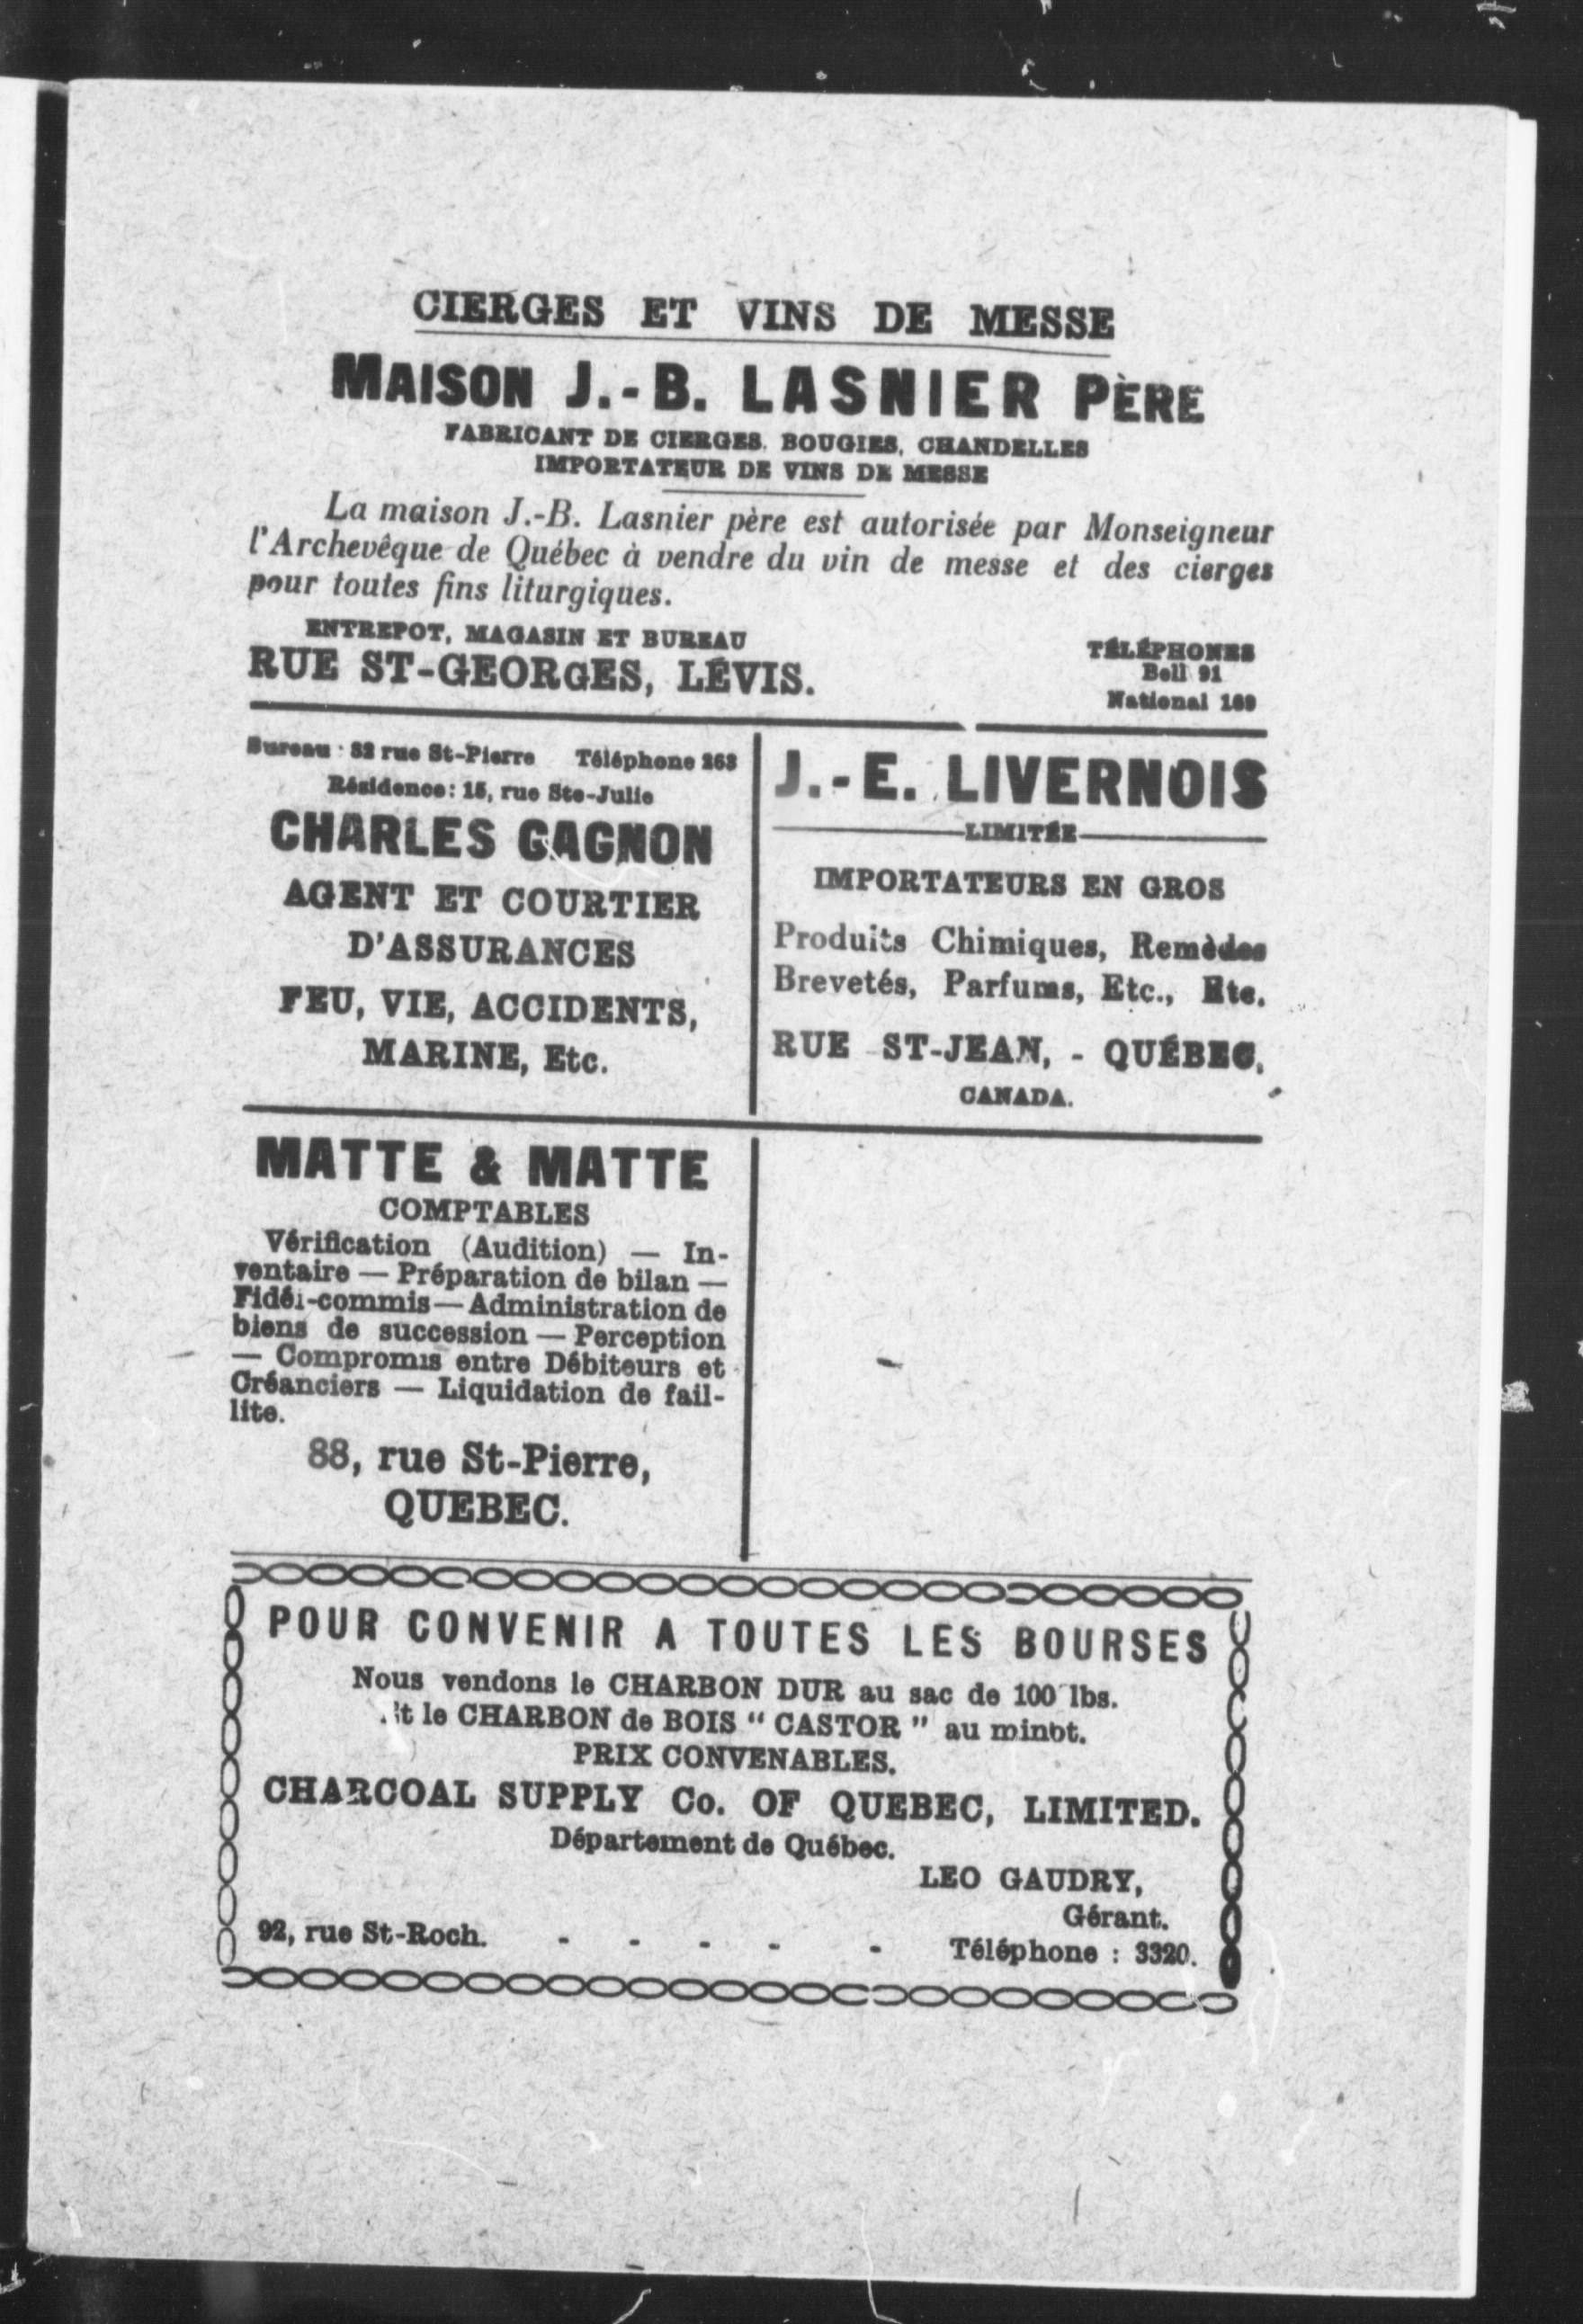 CIERGES ET VINS DE MESSE
MAISON J.-B. LASNIER PÈRE
FABRICANT DE CIERGES, BOUGIES, CHANDELLES
IMPORTATEUR DE VINS DE MESSE
La maison J.-B. Lasnier père est autorisée par Monseigneur
l'Archevêque de Québec à vendre du vin de messe et des cierges
pour toutes fins liturgiques.
ENTREPOT, MAGASIN ET BUREAU
RUE ST-GEORGES, LÉVIS.
TÉLÉPHONES
Bell 91
National 169
Bureau : 82 rue St-Pierre Téléphone 263
Résidence: 15, rue Ste-Julie
CHARLES GAGNON
AGENT ET COURTIER
D'ASSURANCES
FEU, VIE, ACCIDENTS,
MARINE, Etc.
J.-E. LIVERNOIS
LIMITÉE
IMPORTATEURS EN GROS
Produits Chimiques, Remèdes
Brevetés, Parfums, Etc., Etc.
RUE ST-JEAN, - QUÉBEC,
CANADA.
MATTE & MATTE
COMPTABLES
Vérification (Audition) — In-
ventaire — Préparation de bilan —
Fidéi-commis — Administration de
biens de succession — Perception
— Compromis entre Débiteurs et
Créanciers — Liquidation de fail-
lite.
88, rue St-Pierre,
QUEBEC.
POUR CONVENIR A TOUTES LES BOURSES
Nous vendons le CHARBON DUR au sac de 100 lbs.
Et le CHARBON de BOIS " CASTOR " au minot.
PRIX CONVENABLES.
CHARCOAL SUPPLY Co. OF QUEBEC, LIMITED.
Département de Québec.
LEO GAUDRY,
Gérant.
92, rue St-Roch. - - - - - Téléphone : 3320.